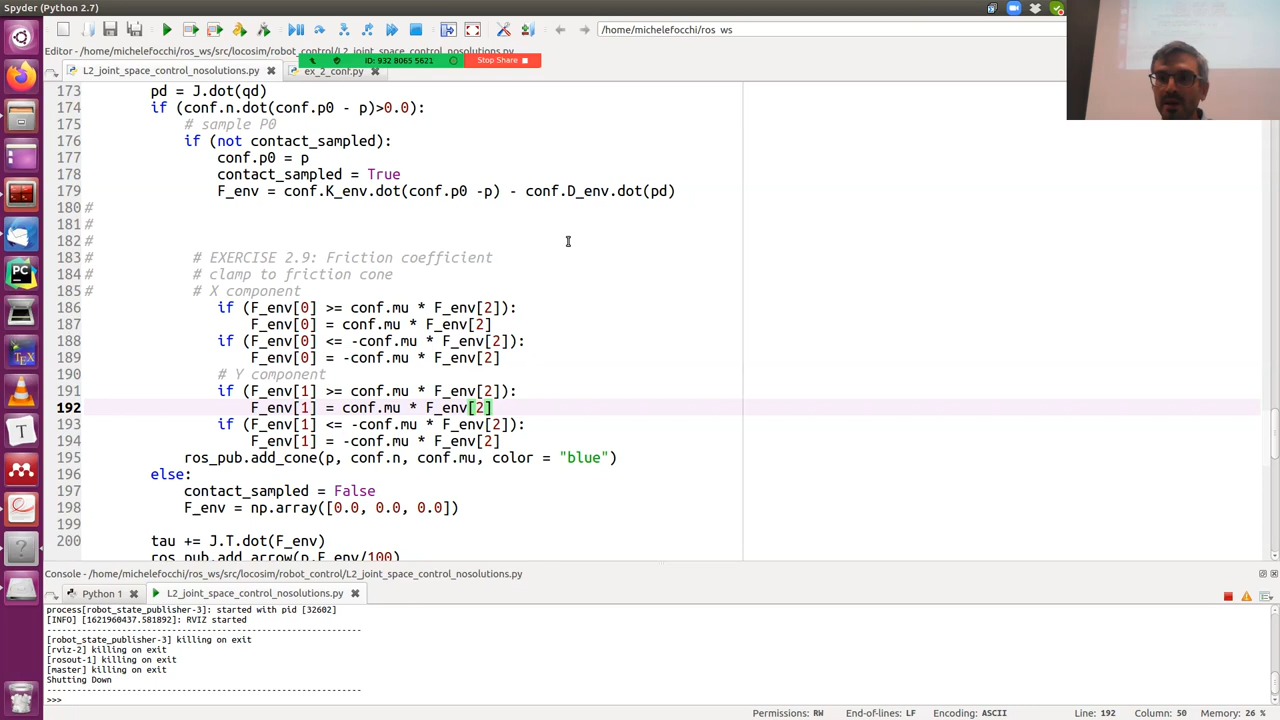 Spyder (Python 2.7)
/home/michelefocchi/ros_ws
Editor - /home/michelefocchi/ros_ws/src/locosim/robot_control/L2_joint_space_control_nosolutions.py
ID: 932 8065 5621 Stop Share
L2_joint_space_control_nosolutions.py ex_2_conf.py
173 pd = J.dot(qd)
174 if (conf.n.dot(conf.p0 - p)>0.0):
175 # sample P0
176 if (not contact_sampled):
177 conf.p0 = p
178 contact_sampled = True
179 F_env = conf.K_env.dot(conf.p0 -p) - conf.D_env.dot(pd)
180 #
181 #
182 #
183 # # EXERCISE 2.9: Friction coefficient
184 # # clamp to friction cone
185 # # X component
186 if (F_env[0] >= conf.mu * F_env[2]):
187 F_env[0] = conf.mu * F_env[2]
188 if (F_env[0] <= -conf.mu * F_env[2]):
189 F_env[0] = -conf.mu * F_env[2]
190 # Y component
191 if (F_env[1] >= conf.mu * F_env[2]):
192 F_env[1] = conf.mu * F_env[2]
193 if (F_env[1] <= -conf.mu * F_env[2]):
194 F_env[1] = -conf.mu * F_env[2]
195 ros_pub.add_cone(p, conf.n, conf.mu, color = "blue")
196 else:
197 contact_sampled = False
198 F_env = np.array([0.0, 0.0, 0.0])
199
200 tau += J.T.dot(F_env)
ros_pub.add_arrow(p,F_env/100)
Console - /home/michelefocchi/ros_ws/src/locosim/robot_control/L2_joint_space_control_nosolutions.py
Python 1 L2_joint_space_control_nosolutions.py
process[robot_state_publisher-3]: started with pid [32602]
[INFO] [1621960437.581892]: RVIZ started
----------------------------------------------------------------
[robot_state_publisher-3] killing on exit
[rviz-2] killing on exit
[rosout-1] killing on exit
[master] killing on exit
Shutting Down
----------------------------------------------------------------
>>>
Permissions: RW End-of-lines: LF Encoding: ASCII Line: 192 Column: 50 Memory: 26 %